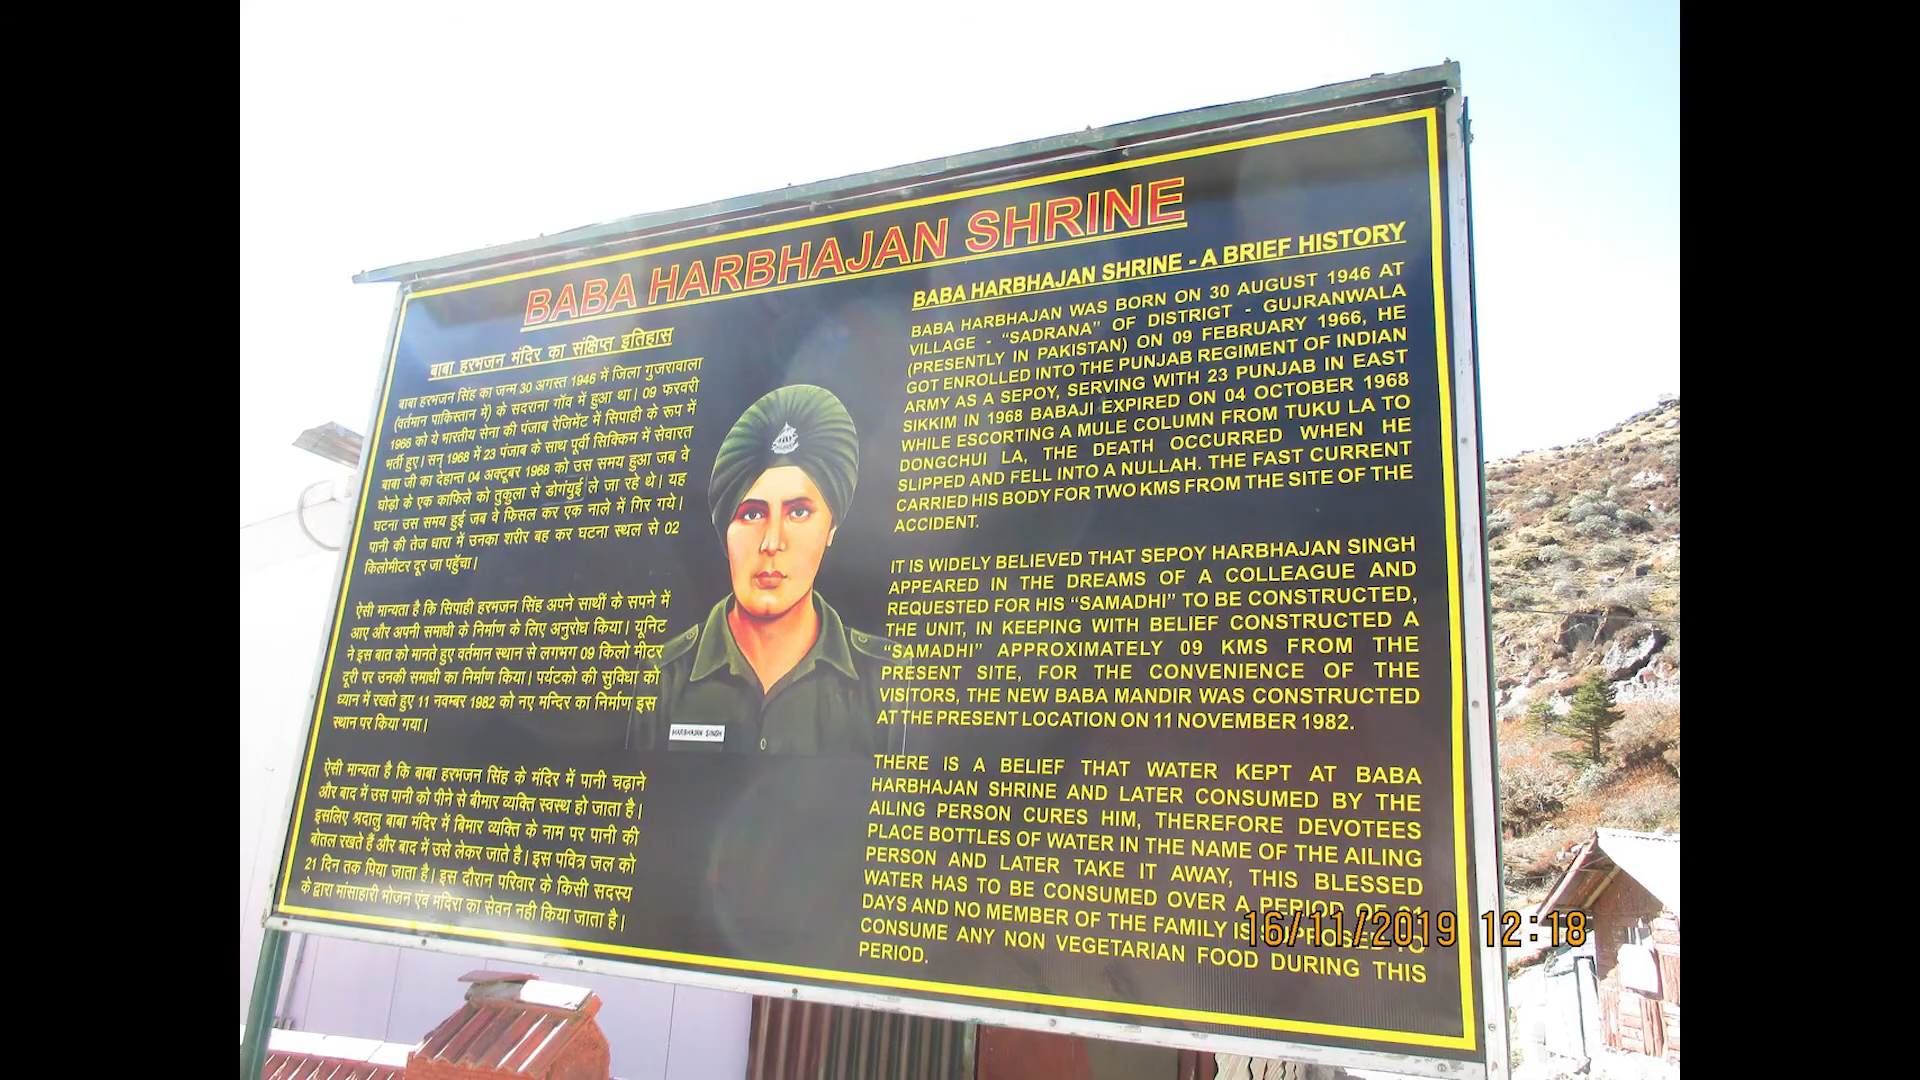 BABA HARBHAJAN SHRINE
बाबा हरभजन मंदिर का संक्षिप्त इतिहास
बाबा हरभजन सिंह का जन्म 30 अगस्त 1946 में जिला गुजरावाला
(वर्तमान पाकिस्तान में) के सदराना गॉव में हुआ था। 09 फरवरी
1966 को ये भारतीय सेना की पंजाब रेजिमेंट में सिपाही के रूप में
भर्ती हुए। सन् 1968 में 23 पंजाब के साथ पूर्वी सिक्किम में सेवारत
बाबा जी का देहान्त 04 अक्टूबर 1968 को उस समय हुआ जब वे
घोड़ो के एक काफिले को तुकुला से डोगंचुई ले जा रहे थे। यह
घटना उस समय हुई जब वे फिसल कर एक नाले में गिर गये।
पानी की तेज धारा में उनका शरीर बह कर घटना स्थल से 02
किलोमीटर दूर जा पहुॅचा।
ऐसी मान्यता है कि सिपाही हरभजन सिंह अपने साथीं के सपने में
आए और अपनी समाधी के निर्माण के लिए अनुरोध किया। यूनिट
ने इस बात को मानते हुए वर्तमान स्थान से लगभग 09 किलो मीटर
दूरी पर उनकी समाधी का निर्माण किया। पर्यटको की सुविधा को
ध्यान में रखते हुए 11 नवम्बर 1982 को नए मन्दिर का निर्माण इस
स्थान पर किया गया।
ऐसी मान्यता है कि बाबा हरभजन सिंह के मंदिर में पानी चढ़ाने
और बाद में उस पानी को पीने से बीमार व्यक्ति स्वस्थ हो जाता है।
इसलिए श्रदालु बाबा मंदिर में बिमार व्यक्ति के नाम पर पानी की
बोतल रखते हैं और बाद में उसे लेकर जाते है। इस पवित्र जल को
21 दिन तक पिया जाता है। इस दौरान परिवार के किसी सदस्य
के द्वारा मांसाहारी भोजन एंव मदिरा का सेवन नही किया जाता है।
HARBHAJAN SINGH
BABA HARBHAJAN SHRINE - A BRIEF HISTORY
BABA HARBHAJAN WAS BORN ON 30 AUGUST 1946 AT
VILLAGE - “SADRANA” OF DISTRIGT - GUJRANWALA
(PRESENTLY IN PAKISTAN) ON 09 FEBRUARY 1966, HE
GOT ENROLLED INTO THE PUNJAB REGIMENT OF INDIAN
ARMY AS A SEPOY, SERVING WITH 23 PUNJAB IN EAST
SIKKIM IN 1968 BABAJI EXPIRED ON 04 OCTOBER 1968
WHILE ESCORTING A MULE COLUMN FROM TUKU LA TO
DONGCHUI LA, THE DEATH OCCURRED WHEN HE
SLIPPED AND FELL INTO A NULLAH. THE FAST CURRENT
CARRIED HIS BODY FOR TWO KMS FROM THE SITE OF THE
ACCIDENT.
IT IS WIDELY BELIEVED THAT SEPOY HARBHAJAN SINGH
APPEARED IN THE DREAMS OF A COLLEAGUE AND
REQUESTED FOR HIS “SAMADHI” TO BE CONSTRUCTED,
THE UNIT, IN KEEPING WITH BELIEF CONSTRUCTED A
“SAMADHI” APPROXIMATELY 09 KMS FROM THE
PRESENT SITE, FOR THE CONVENIENCE OF THE
VISITORS, THE NEW BABA MANDIR WAS CONSTRUCTED
AT THE PRESENT LOCATION ON 11 NOVEMBER 1982.
THERE IS A BELIEF THAT WATER KEPT AT BABA
HARBHAJAN SHRINE AND LATER CONSUMED BY THE
AILING PERSON CURES HIM, THEREFORE DEVOTEES
PLACE BOTTLES OF WATER IN THE NAME OF THE AILING
PERSON AND LATER TAKE IT AWAY, THIS BLESSED
WATER HAS TO BE CONSUMED OVER A PERIOD OF 21
DAYS AND NO MEMBER OF THE FAMILY IS SUPPOSED TO
CONSUME ANY NON VEGETARIAN FOOD DURING THIS
PERIOD.
16/11/2019 12:18